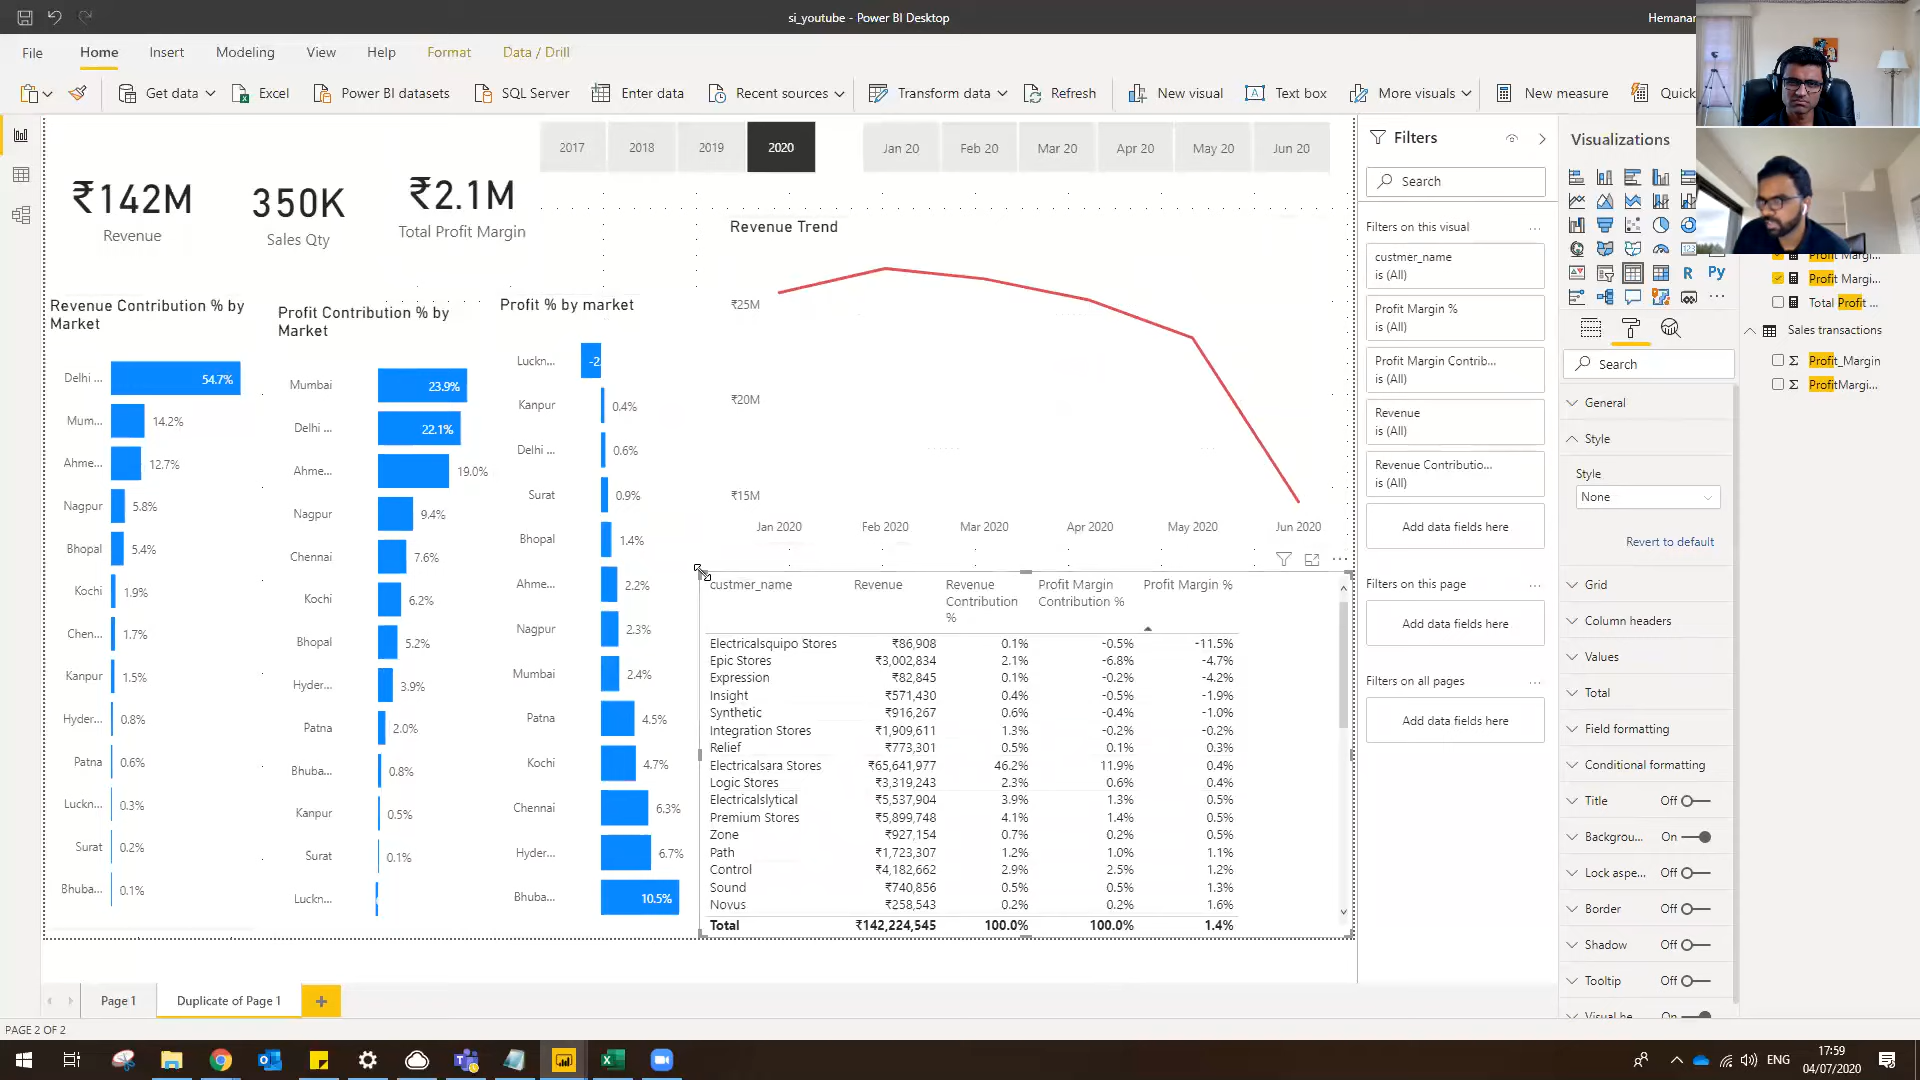 si_youtube - Power BI Desktop
Hemanan
File
Home
Insert
Modeling
View
Help
Format
Data / Drill
Get data
Excel
Power BI datasets
SQL Server
Enter data
Recent sources
Transform data
Refresh
New visual
Text box
More visuals
New measure
Quick
2017
2018
2019
2020
Jan 20
Feb 20
Mar 20
Apr 20
May 20
Jun 20
₹142M
Revenue
350K
Sales Qty
₹2.1M
Total Profit Margin
Revenue Contribution % by
Market
Delhi ...
54.7%
Mum...
14.2%
Ahme...
12.7%
Nagpur
5.8%
Bhopal
5.4%
Kochi
1.9%
Chen...
1.7%
Kanpur
1.5%
Hyder...
0.8%
Patna
0.6%
Luckn...
0.3%
Surat
0.2%
Bhuba...
0.1%
Profit Contribution % by
Market
Mumbai
23.9%
Delhi ...
22.1%
Ahme...
19.0%
Nagpur
9.4%
Chennai
7.6%
Kochi
6.2%
Bhopal
5.2%
Hyder...
3.9%
Patna
2.0%
Bhuba...
0.8%
Kanpur
0.5%
Surat
0.1%
Luckn...
Profit % by market
Luckn...
-2
Kanpur
0.4%
Delhi ...
0.6%
Surat
0.9%
Bhopal
1.4%
Ahme...
2.2%
Nagpur
2.3%
Mumbai
2.4%
Patna
4.5%
Kochi
4.7%
Chennai
6.3%
Hyder...
6.7%
Bhuba...
10.5%
Revenue Trend
₹25M
₹20M
₹15M
Jan 2020
Feb 2020
Mar 2020
Apr 2020
May 2020
Jun 2020
custmer_name Revenue Revenue Contribution % Profit Margin Contribution % Profit Margin %
Electricalsquipo Stores ₹86,908 0.1% -0.5% -11.5%
Epic Stores ₹3,002,834 2.1% -6.8% -4.7%
Expression ₹82,845 0.1% -0.2% -4.2%
Insight ₹571,430 0.4% -0.5% -1.9%
Synthetic ₹916,267 0.6% -0.4% -1.0%
Integration Stores ₹1,909,611 1.3% -0.2% -0.2%
Relief ₹773,301 0.5% 0.1% 0.3%
Electricalsara Stores ₹65,641,977 46.2% 11.9% 0.4%
Logic Stores ₹3,319,243 2.3% 0.6% 0.4%
Electricalslytical ₹5,537,904 3.9% 1.3% 0.5%
Premium Stores ₹5,899,748 4.1% 1.4% 0.5%
Zone ₹927,154 0.7% 0.2% 0.5%
Path ₹1,723,307 1.2% 1.0% 1.1%
Control ₹4,182,662 2.9% 2.5% 1.2%
Sound ₹740,856 0.5% 0.5% 1.3%
Novus ₹258,543 0.2% 0.2% 1.6%
Total ₹142,224,545 100.0% 100.0% 1.4%
Filters
Search
Filters on this visual
custmer_name
is (All)
Profit Margin %
is (All)
Profit Margin Contrib...
is (All)
Revenue
is (All)
Revenue Contributio...
is (All)
Add data fields here
Filters on this page
Add data fields here
Filters on all pages
Add data fields here
Visualizations
R
Py
Search
General
Style
Style
None
Revert to default
Grid
Column headers
Values
Total
Field formatting
Conditional formatting
Title Off
Backgrou... On
Lock aspe... Off
Border Off
Shadow Off
Tooltip Off
Visual he... On
Profit Margi...
Profit Margi...
Total Profit ...
Sales transactions
Profit_Margin
ProfitMargi...
Page 1
Duplicate of Page 1
PAGE 2 OF 2
ENG
17:59
04/07/2020